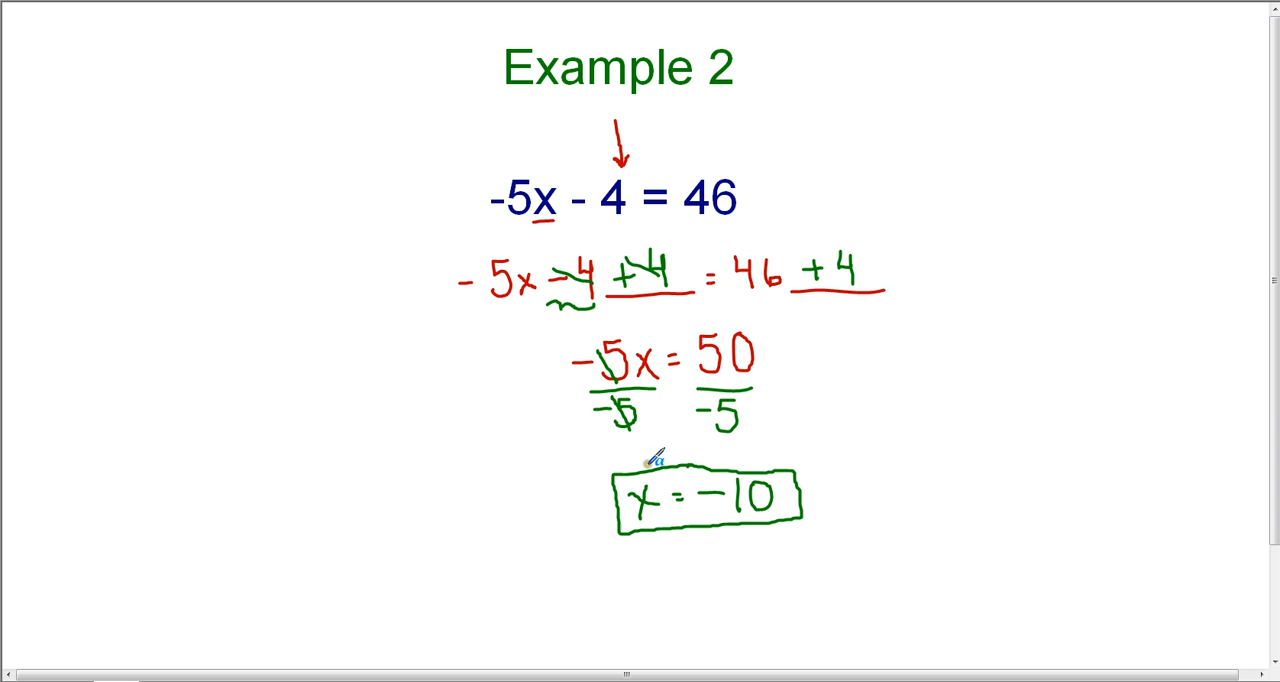 Example 2
-5x - 4 = 46
- 5x - 4 + 4 = 46 + 4
- 5x = 50
-5 -5
x = - 10